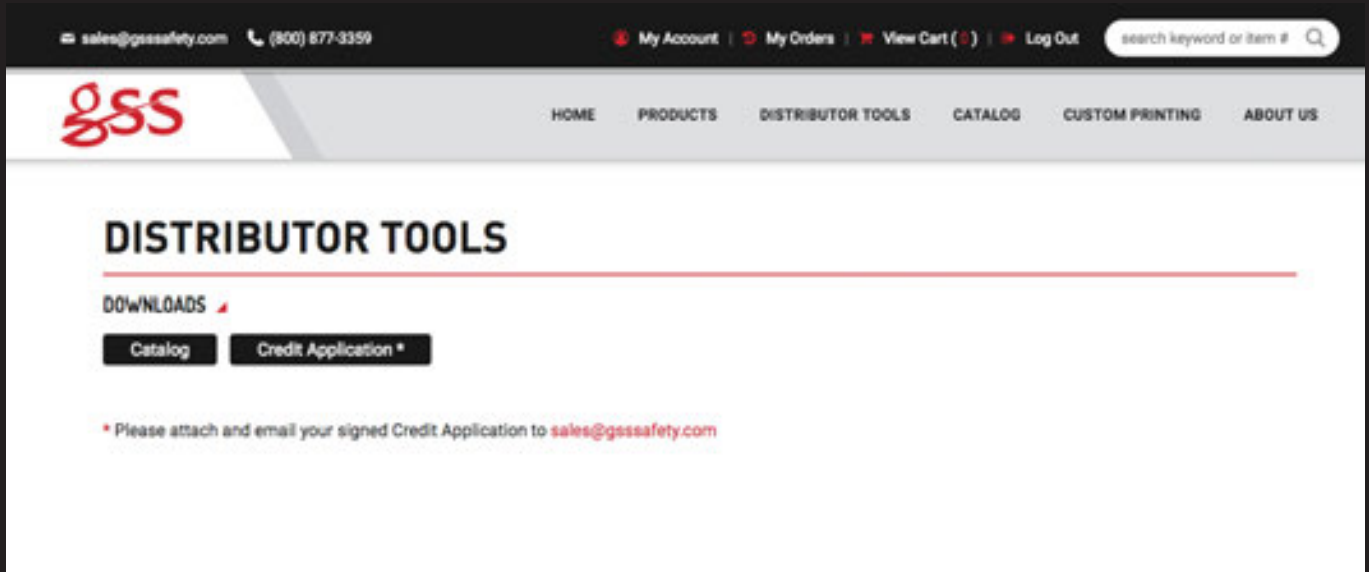 sales@gsssafety.com (800) 877-3359 My Account | My Orders | View Cart ( ) | Log Out search keyword or item #
gss HOME PRODUCTS DISTRIBUTOR TOOLS CATALOG CUSTOM PRINTING ABOUT US
DISTRIBUTOR TOOLS
DOWNLOADS
Catalog Credit Application *
* Please attach and email your signed Credit Application to sales@gsssafety.com